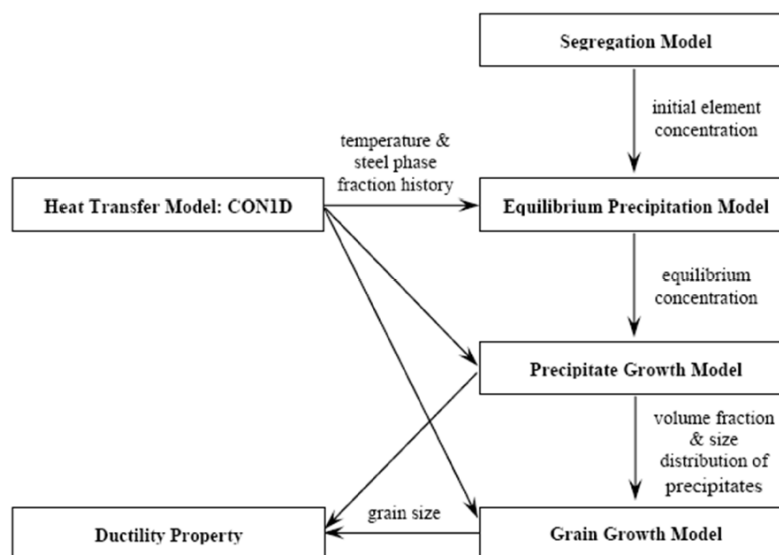 Segregation Model
initial element
concentration
temperature &
steel phase
fraction history
Heat Transfer Model: CON1D
Equilibrium Precipitation Model
equilibrium
concentration
Precipitate Growth Model
volume fraction
& size
distribution of
precipitates
grain size
Ductility Property
Grain Growth Model